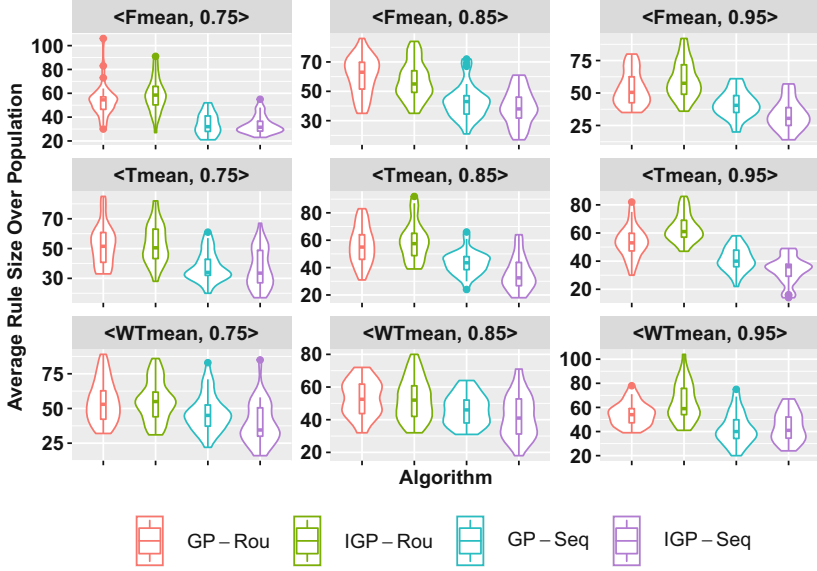 <Fmean, 0.75>
<Fmean, 0.85>
<Fmean, 0.95>
100
80
60
40
20
70
50
30
75
50
25
<Tmean, 0.75>
<Tmean, 0.85>
<Tmean, 0.95>
70
50
30
80
60
40
20
80
60
40
20
<WTmean, 0.75>
<WTmean, 0.85>
<WTmean, 0.95>
75
50
25
80
60
40
20
100
80
60
40
20
Average Rule Size Over Population
Algorithm
GP – Rou
IGP – Rou
GP – Seq
IGP – Seq